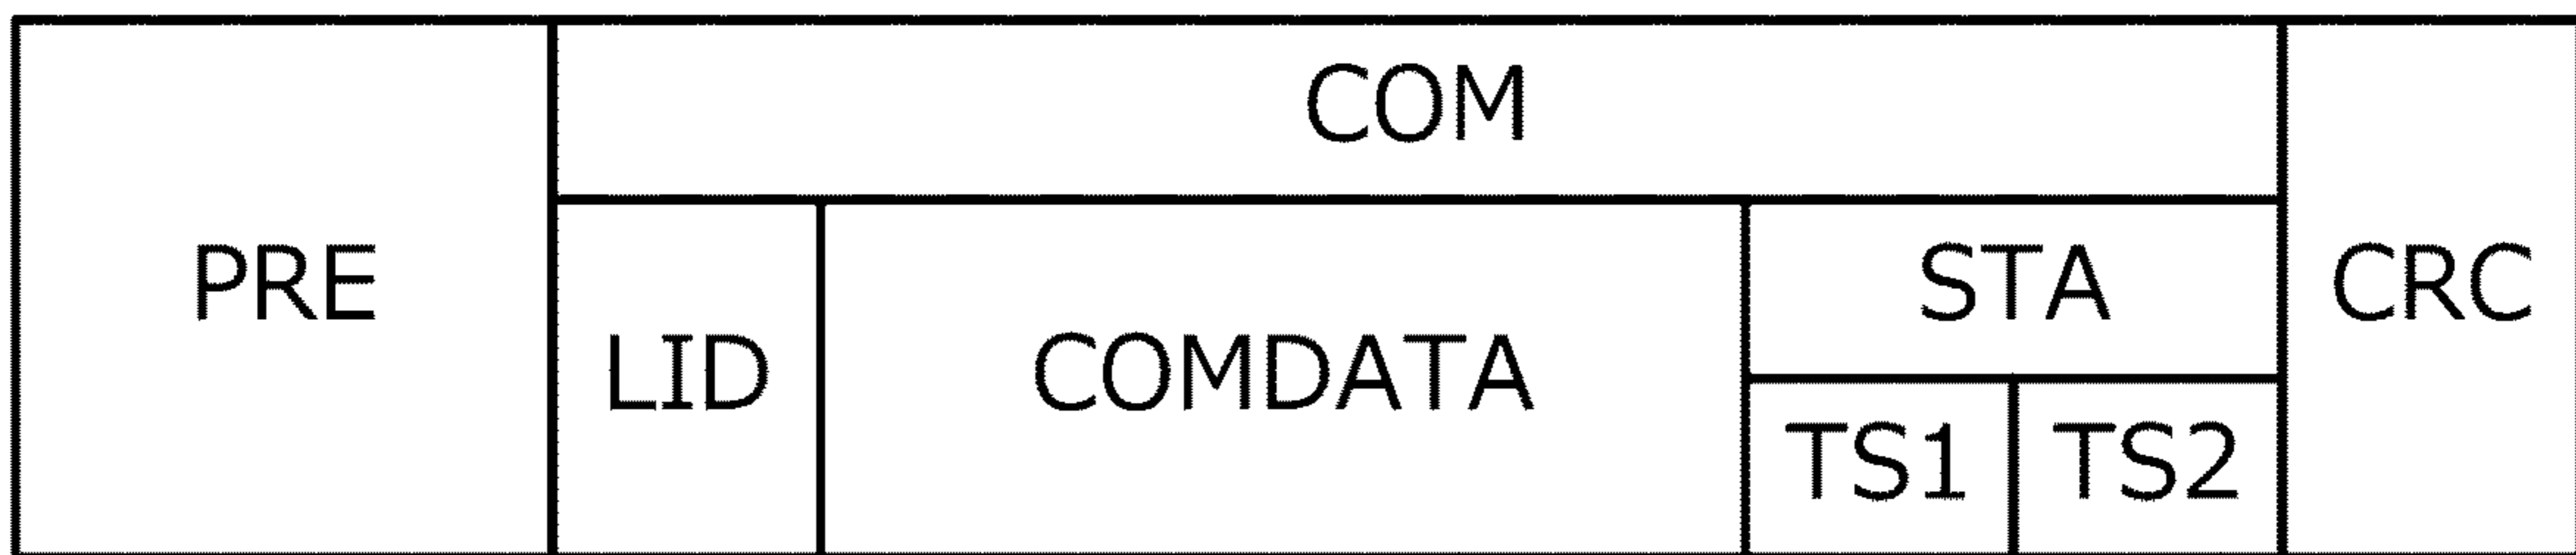 COM
PRE
STA
CRC
LID
COMDATA
TS1
TS2